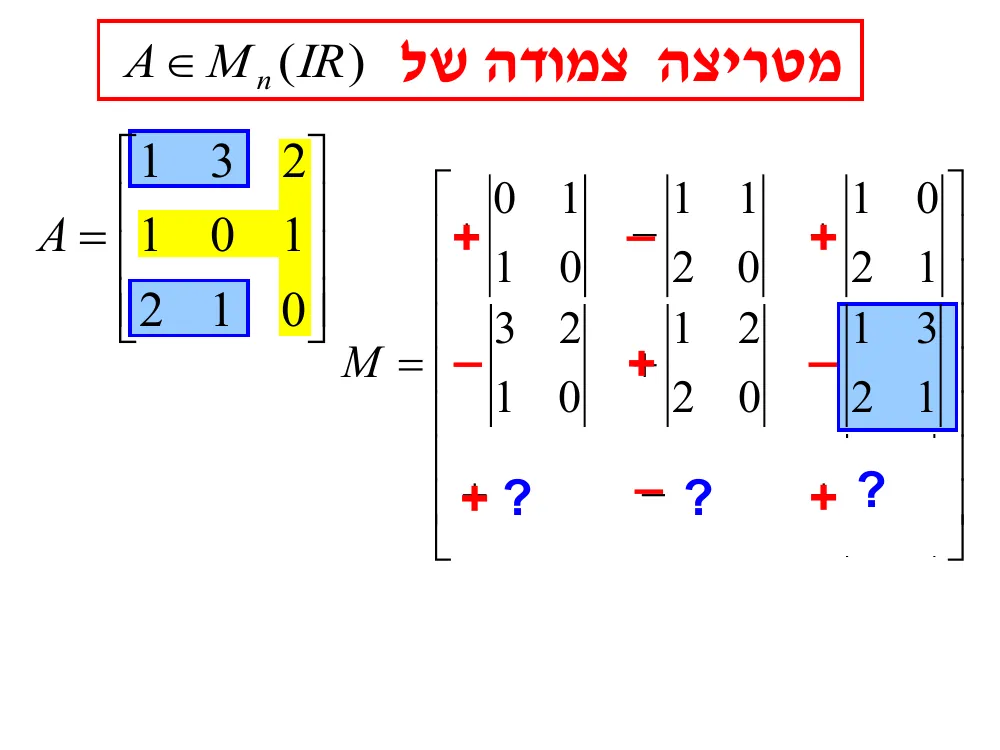 מטריצה צמודה של A ∈ M_n (IR)
A = [1 3 2
1 0 1
2 1 0]
M = [+ |0 1| − |1 1| + |1 0|
|1 0| |2 0| |2 1|
− |3 2| + |1 2| − |1 3|
|1 0| |2 0| |2 1|
+ ? − ? + ?]